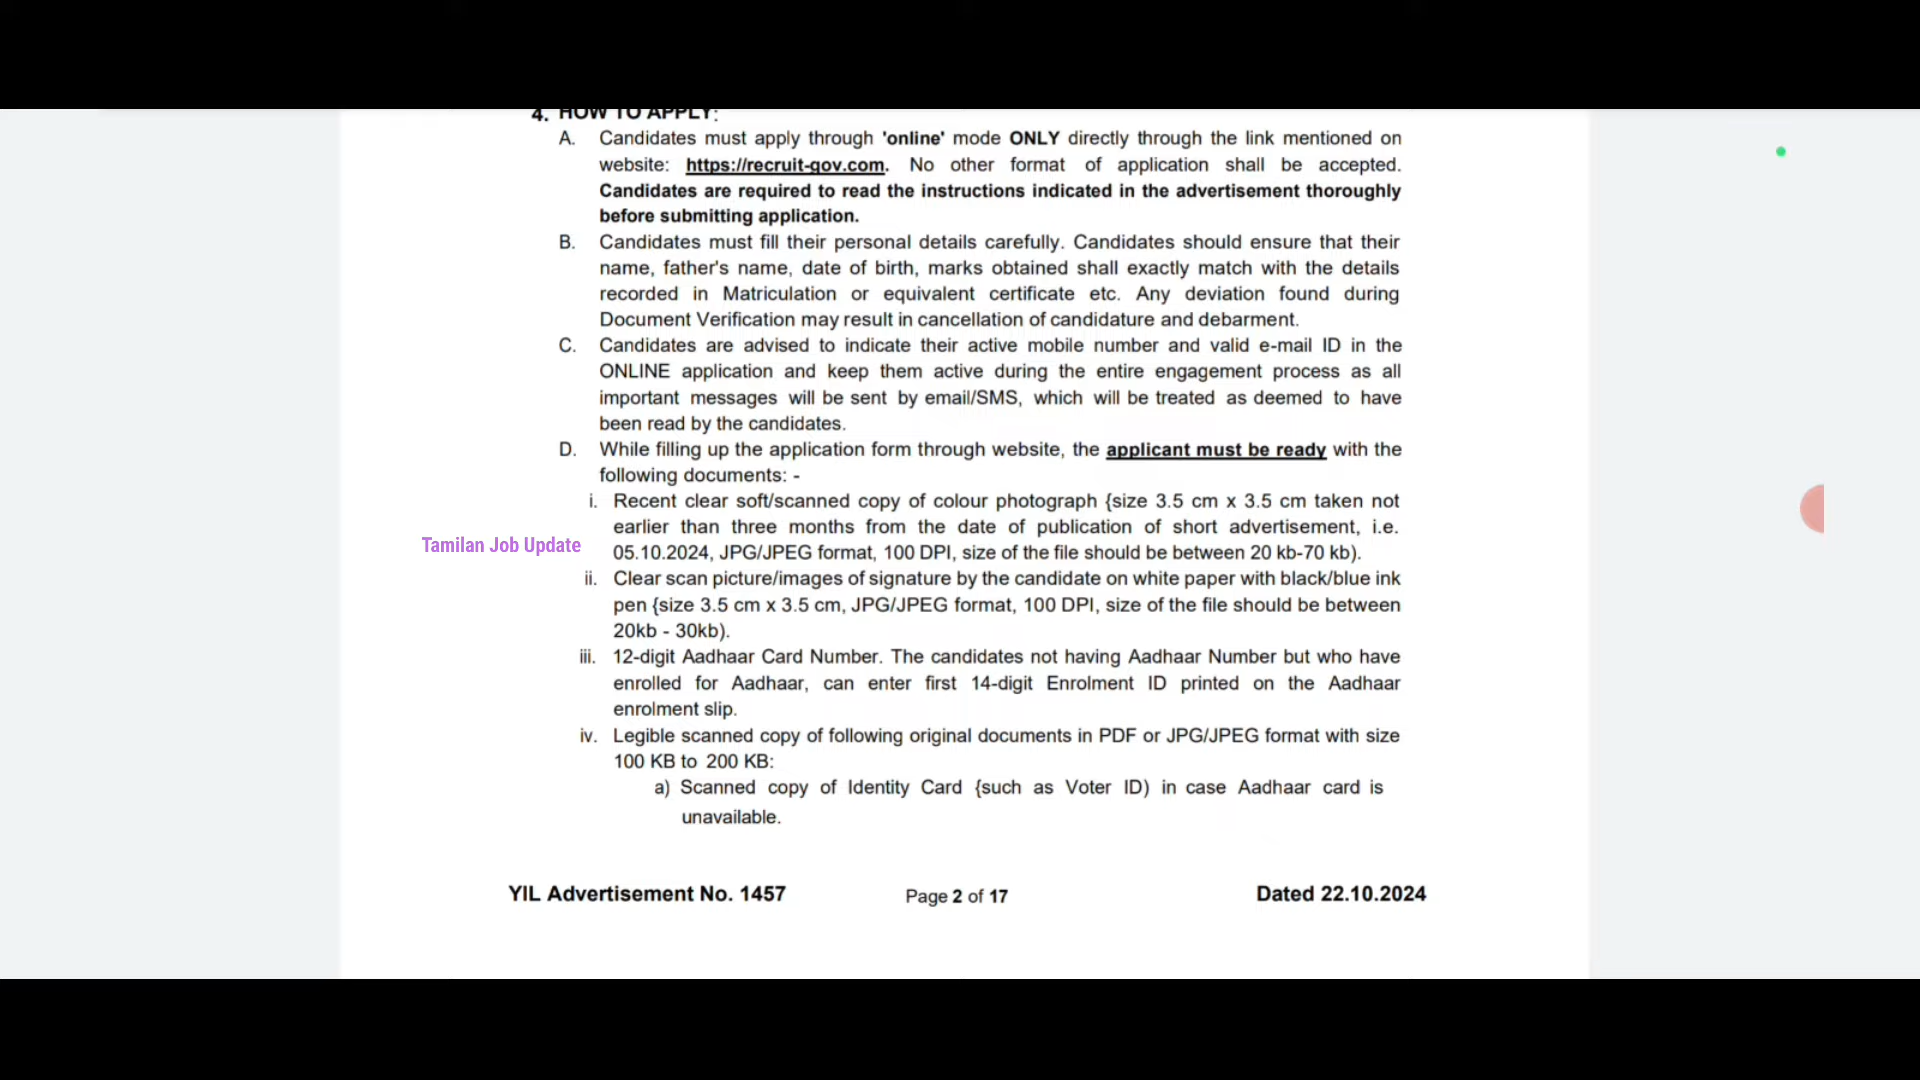 4. HOW TO APPLY:
A. Candidates must apply through 'online' mode ONLY directly through the link mentioned on
website: https://recruit-gov.com. No other format of application shall be accepted.
Candidates are required to read the instructions indicated in the advertisement thoroughly
before submitting application.
B. Candidates must fill their personal details carefully. Candidates should ensure that their
name, father's name, date of birth, marks obtained shall exactly match with the details
recorded in Matriculation or equivalent certificate etc. Any deviation found during
Document Verification may result in cancellation of candidature and debarment.
C. Candidates are advised to indicate their active mobile number and valid e-mail ID in the
ONLINE application and keep them active during the entire engagement process as all
important messages will be sent by email/SMS, which will be treated as deemed to have
been read by the candidates.
D. While filling up the application form through website, the applicant must be ready with the
following documents: -
i. Recent clear soft/scanned copy of colour photograph {size 3.5 cm x 3.5 cm taken not
earlier than three months from the date of publication of short advertisement, i.e.
Tamilan Job Update
05.10.2024, JPG/JPEG format, 100 DPI, size of the file should be between 20 kb-70 kb).
ii. Clear scan picture/images of signature by the candidate on white paper with black/blue ink
pen {size 3.5 cm x 3.5 cm, JPG/JPEG format, 100 DPI, size of the file should be between
20kb - 30kb).
iii. 12-digit Aadhaar Card Number. The candidates not having Aadhaar Number but who have
enrolled for Aadhaar, can enter first 14-digit Enrolment ID printed on the Aadhaar
enrolment slip.
iv. Legible scanned copy of following original documents in PDF or JPG/JPEG format with size
100 KB to 200 KB:
a) Scanned copy of Identity Card {such as Voter ID) in case Aadhaar card is
unavailable.
YIL Advertisement No. 1457 Page 2 of 17 Dated 22.10.2024